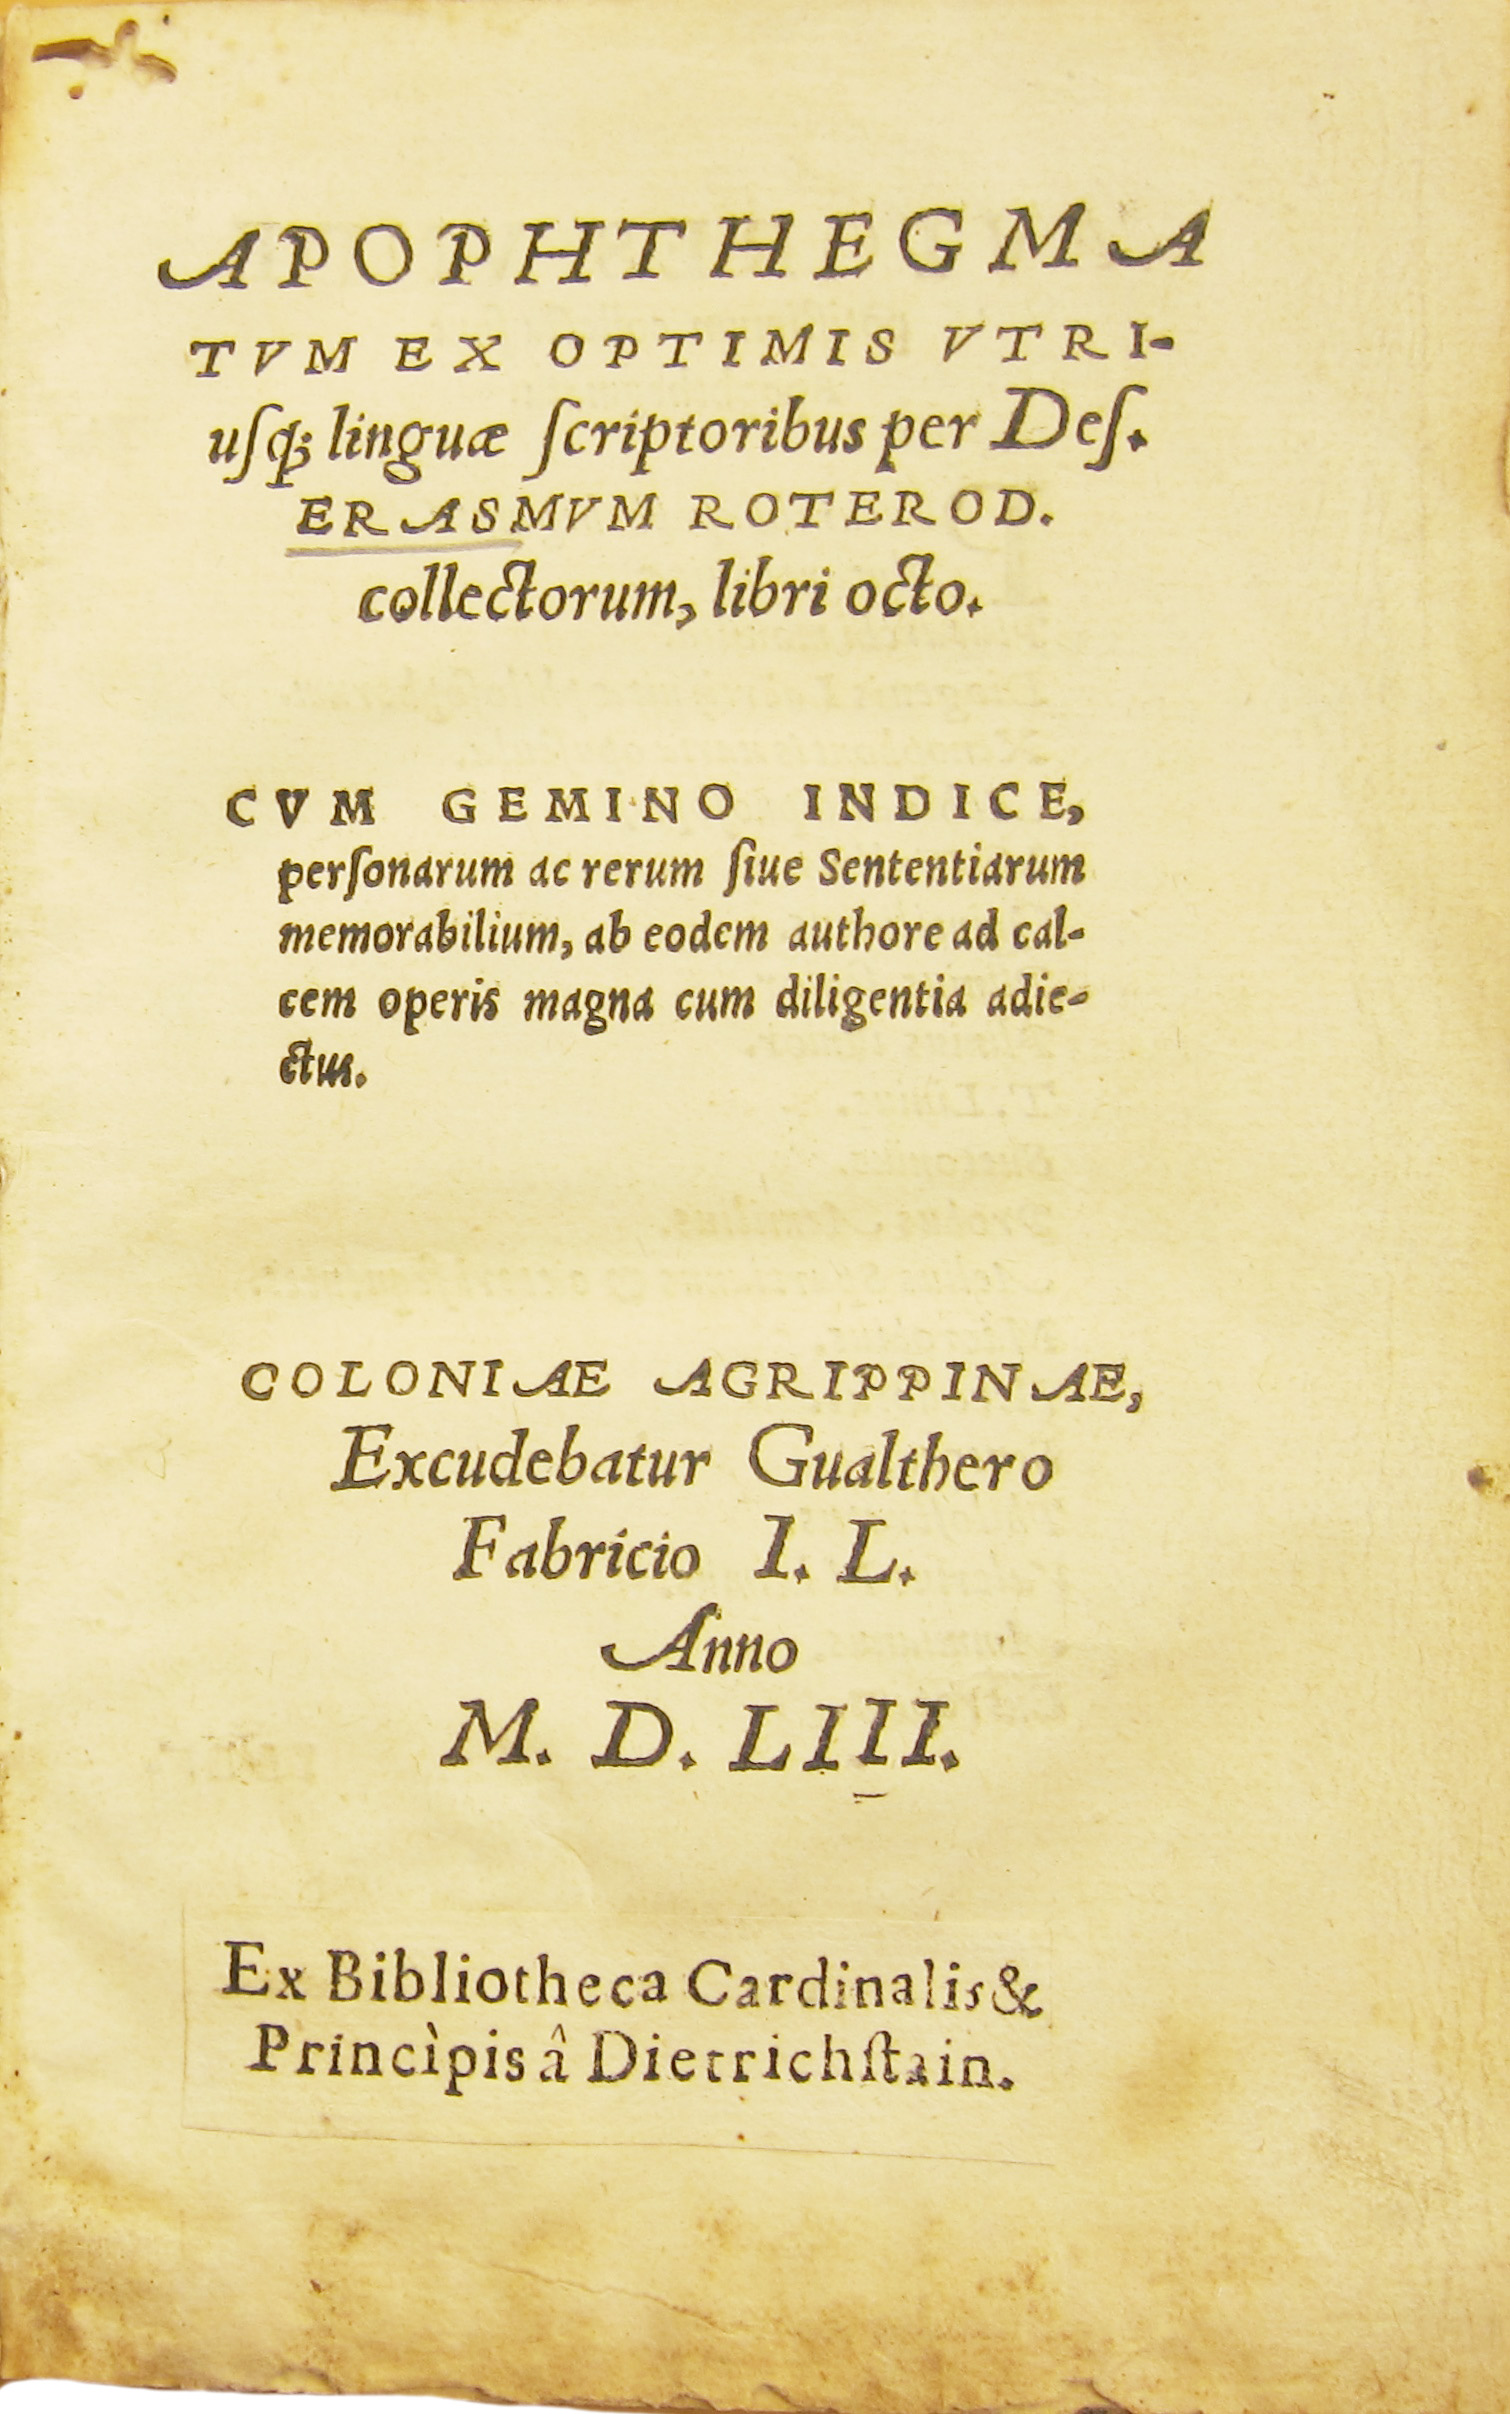 APOPHTHEGMA
TVM EX OPTIMIS VTRI-
uſq; linguæ ſcriptoribus per Deſ.
ERASMVM ROTEROD.
collectorum, libri octo.
CVM GEMINO INDICE,
perſonarum ac rerum ſiue Sententiarum
memorabilium, ab eodem authore ad cal-
cem operis magna cum diligentia adie-
ctus.
COLONIAE AGRIPPINAE,
Excudebatur Gualthero
Fabricio I. L.
Anno
M. D. LIII.
Ex Bibliotheca Cardinalis &
Princìpis â Dietrichſtain.